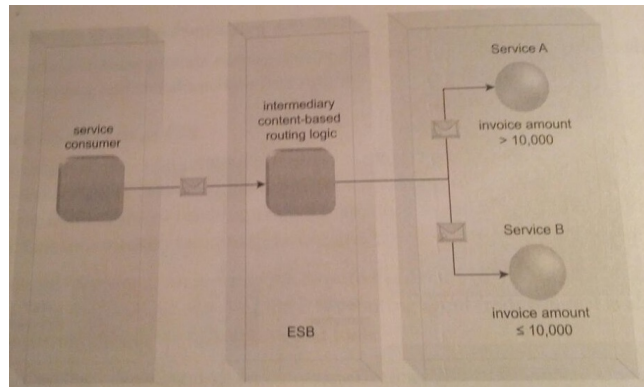 service
consumer
intermediary
content-based
routing logic
ESB
Service A
invoice amount
> 10,000
Service B
invoice amount
≤ 10,000